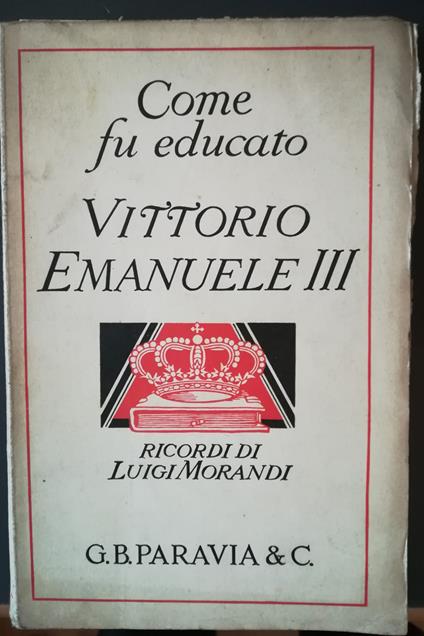 Come
fu educato
VITTORIO
EMANUELE III
RICORDI DI
LUIGI MORANDI
G.B. PARAVIA & C.